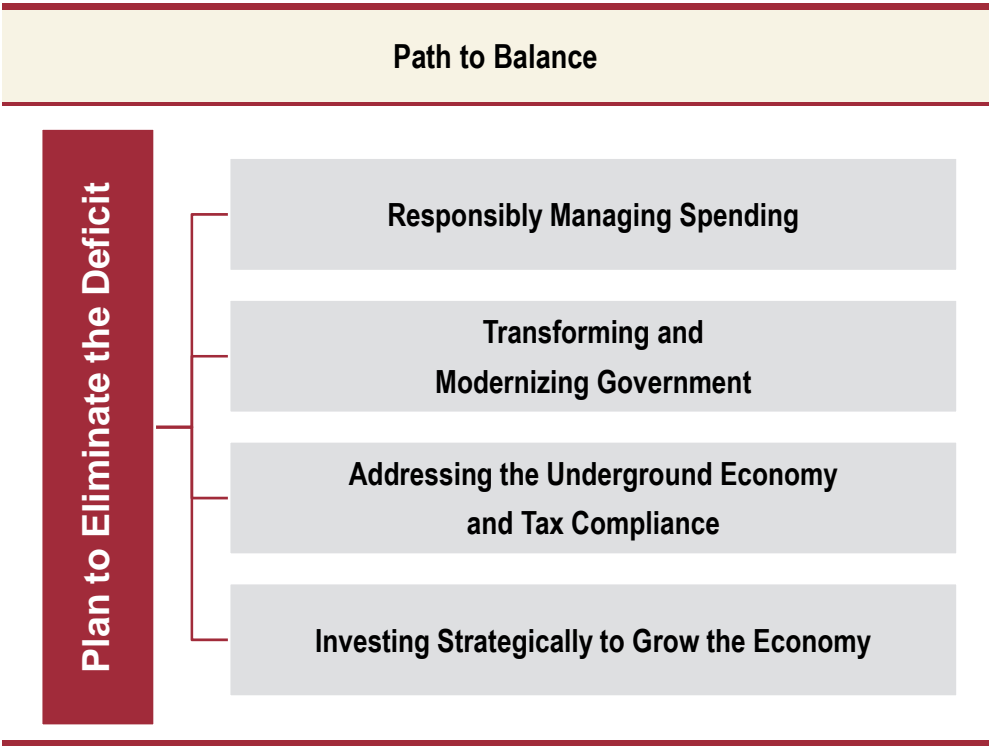 Path to Balance
Plan to Eliminate the Deficit
Responsibly Managing Spending
Transforming and
Modernizing Government
Addressing the Underground Economy
and Tax Compliance
Investing Strategically to Grow the Economy